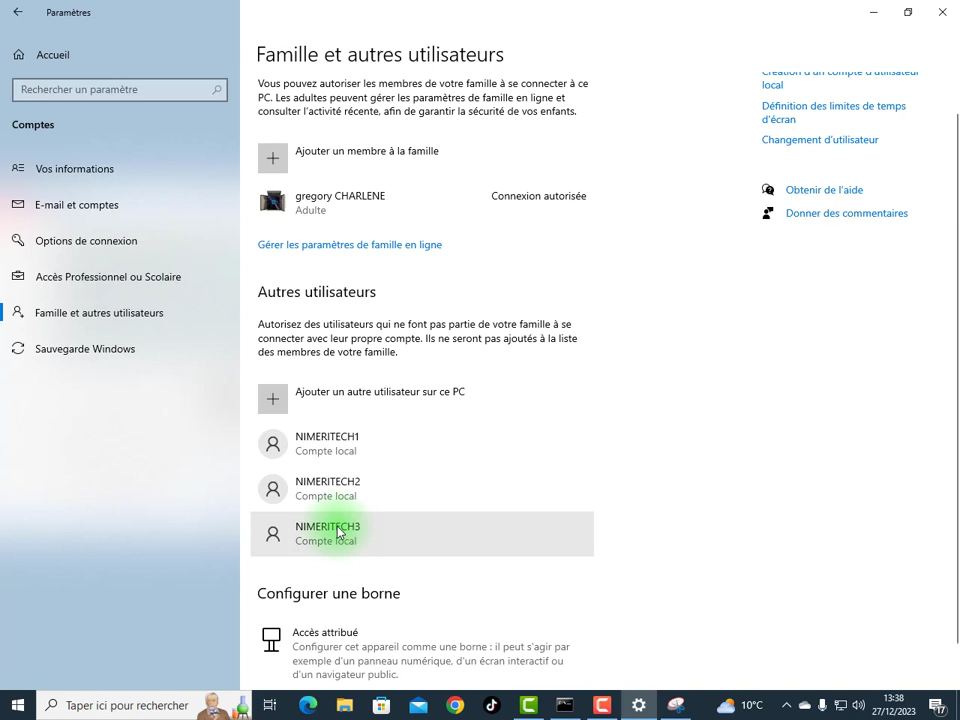 Paramètres
Accueil
Rechercher un paramètre
Comptes
Vos informations
E-mail et comptes
Options de connexion
Accès Professionnel ou Scolaire
Famille et autres utilisateurs
Sauvegarde Windows
Famille et autres utilisateurs
Vous pouvez autoriser les membres de votre famille à se connecter à ce
PC. Les adultes peuvent gérer les paramètres de famille en ligne et
consulter l'activité récente, afin de garantir la sécurité de vos enfants.
Ajouter un membre à la famille
gregory CHARLENE
Connexion autorisée
Adulte
Gérer les paramètres de famille en ligne
Autres utilisateurs
Autorisez des utilisateurs qui ne font pas partie de votre famille à se
connecter avec leur propre compte. Ils ne seront pas ajoutés à la liste
des membres de votre famille.
Ajouter un autre utilisateur sur ce PC
NIMERITECH1
Compte local
NIMERITECH2
Compte local
NIMERITECH3
Compte local
Configurer une borne
Accès attribué
Configurer cet appareil comme une borne : il peut s'agir par
exemple d'un panneau numérique, d'un écran interactif ou
d'un navigateur public.
Création d'un compte d'utilisateur
local
Définition des limites de temps
d'écran
Changement d'utilisateur
Obtenir de l'aide
Donner des commentaires
Taper ici pour rechercher
10°C
13:38
27/12/2023
17